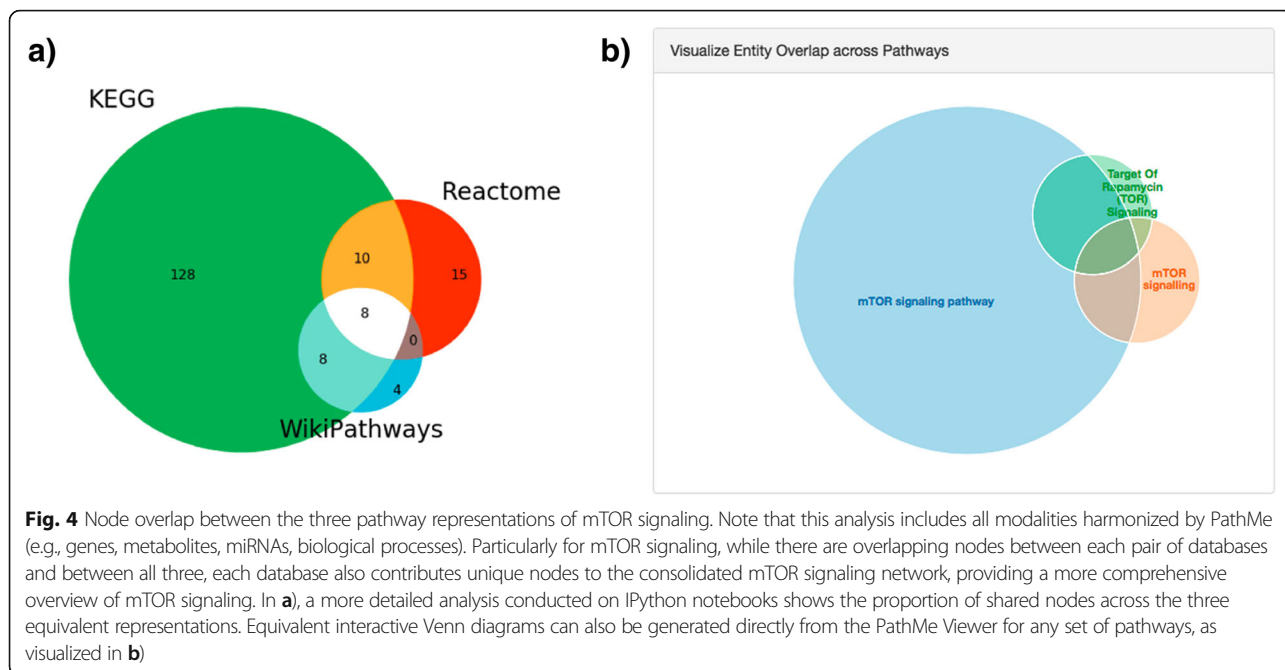 a)
KEGG
Reactome
128
10
15
8
0
8
4
WikiPathways
b)
Visualize Entity Overlap across Pathways
Target Of
Rapamycin
(TOR)
Signaling
mTOR
signalling
mTOR signaling pathway
Fig. 4 Node overlap between the three pathway representations of mTOR signaling. Note that this analysis includes all modalities harmonized by PathMe
(e.g., genes, metabolites, miRNAs, biological processes). Particularly for mTOR signaling, while there are overlapping nodes between each pair of databases
and between all three, each database also contributes unique nodes to the consolidated mTOR signaling network, providing a more comprehensive
overview of mTOR signaling. In a), a more detailed analysis conducted on IPython notebooks shows the proportion of shared nodes across the three
equivalent representations. Equivalent interactive Venn diagrams can also be generated directly from the PathMe Viewer for any set of pathways, as
visualized in b)